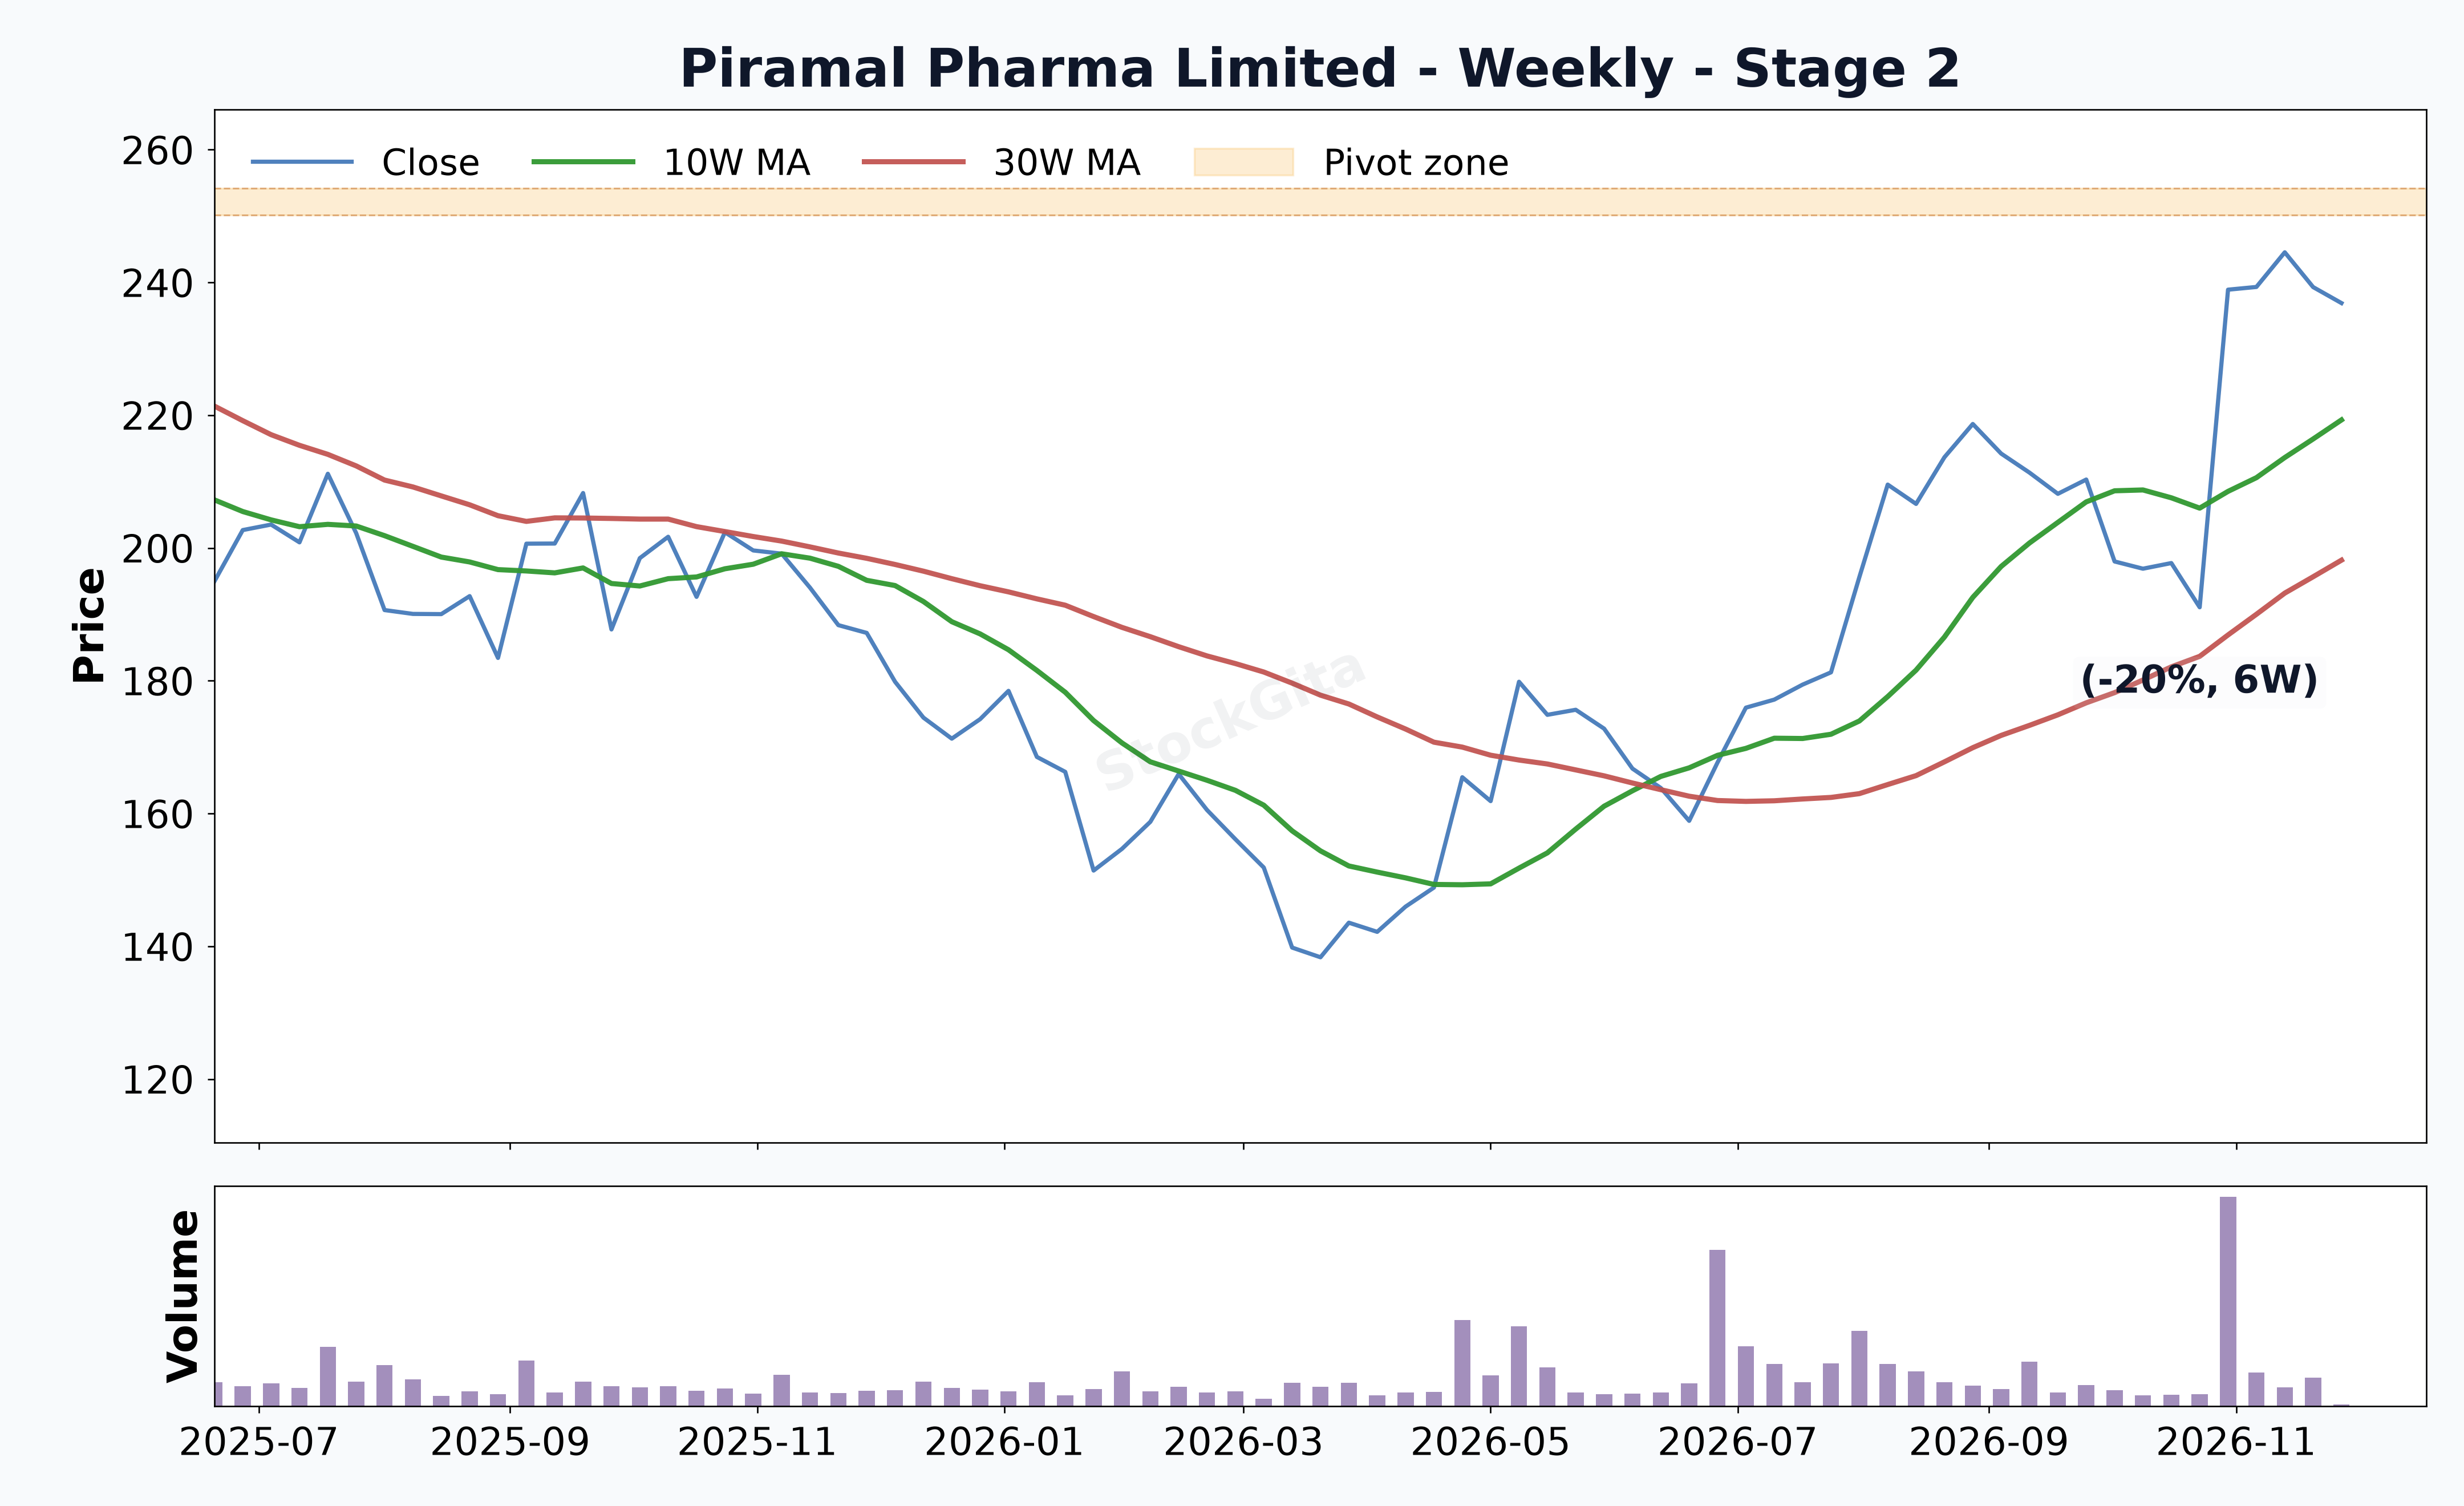 Piramal Pharma Limited - Weekly - Stage 2
Close 10W MA 30W MA Pivot zone
Price
260
240
220
200
180
160
140
120
(-20%, 6W)
StockGita
Volume
2025-07 2025-09 2025-11 2026-01 2026-03 2026-05 2026-07 2026-09 2026-11